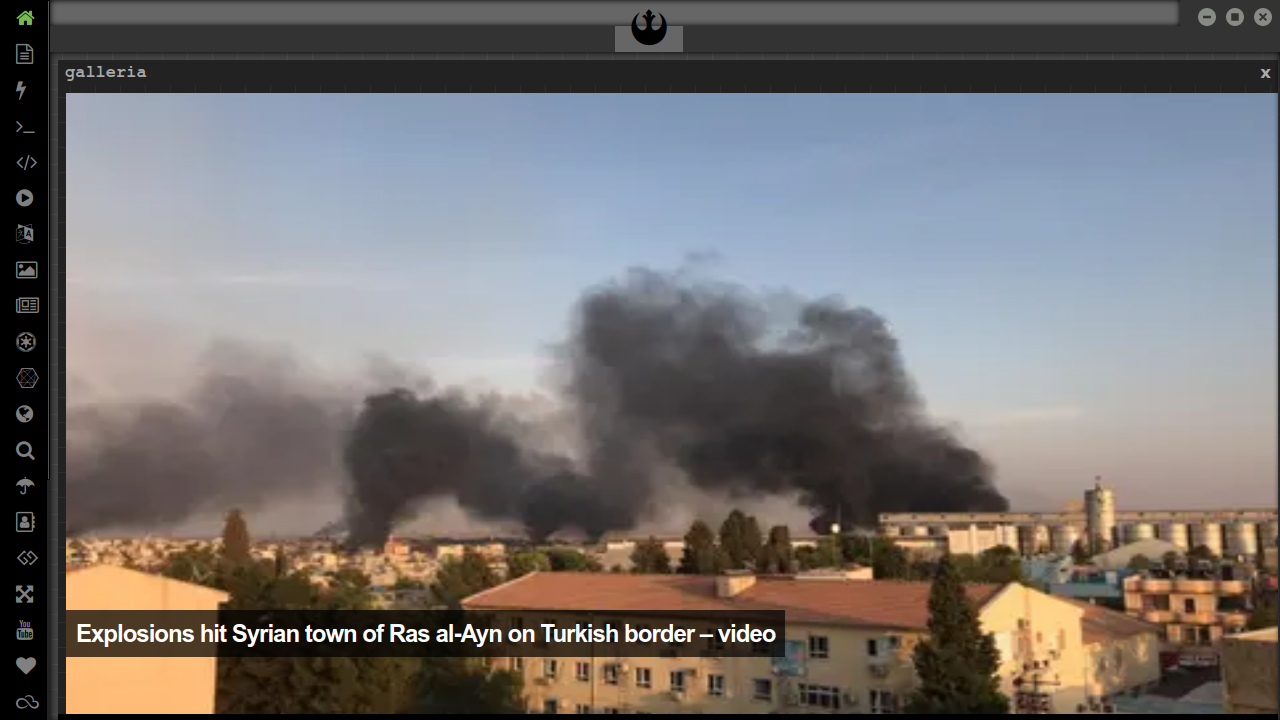 galleria
x
Explosions hit Syrian town of Ras al-Ayn on Turkish border – video
You
Tube